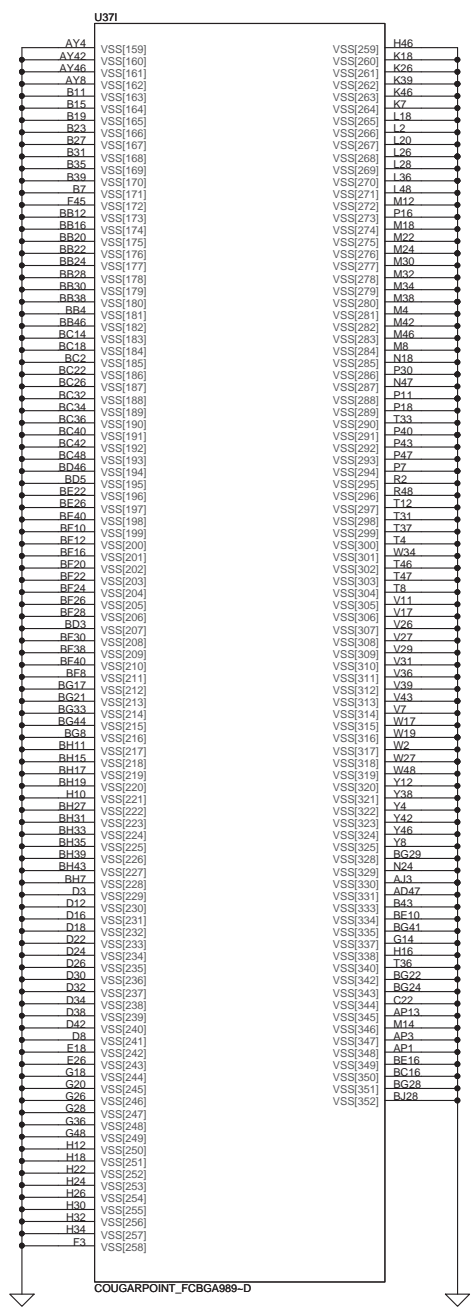 U37I
AY4 VSS[159]
AY42 VSS[160]
AY46 VSS[161]
AY8 VSS[162]
B11 VSS[163]
B15 VSS[164]
B19 VSS[165]
B23 VSS[166]
B27 VSS[167]
B31 VSS[168]
B35 VSS[169]
B39 VSS[170]
B7 VSS[171]
F45 VSS[172]
BB12 VSS[173]
BB16 VSS[174]
BB20 VSS[175]
BB22 VSS[176]
BB24 VSS[177]
BB28 VSS[178]
BB30 VSS[179]
BB38 VSS[180]
BB4 VSS[181]
BB46 VSS[182]
BC14 VSS[183]
BC18 VSS[184]
BC2 VSS[185]
BC22 VSS[186]
BC26 VSS[187]
BC32 VSS[188]
BC34 VSS[189]
BC36 VSS[190]
BC40 VSS[191]
BC42 VSS[192]
BC48 VSS[193]
BD46 VSS[194]
BD5 VSS[195]
BE22 VSS[196]
BE26 VSS[197]
BE40 VSS[198]
BF10 VSS[199]
BF12 VSS[200]
BF16 VSS[201]
BF20 VSS[202]
BF22 VSS[203]
BF24 VSS[204]
BF26 VSS[205]
BF28 VSS[206]
BD3 VSS[207]
BF30 VSS[208]
BF38 VSS[209]
BF40 VSS[210]
BF8 VSS[211]
BG17 VSS[212]
BG21 VSS[213]
BG33 VSS[214]
BG44 VSS[215]
BG8 VSS[216]
BH11 VSS[217]
BH15 VSS[218]
BH17 VSS[219]
BH19 VSS[220]
H10 VSS[221]
BH27 VSS[222]
BH31 VSS[223]
BH33 VSS[224]
BH35 VSS[225]
BH39 VSS[226]
BH43 VSS[227]
BH7 VSS[228]
D3 VSS[229]
D12 VSS[230]
D16 VSS[231]
D18 VSS[232]
D22 VSS[233]
D24 VSS[234]
D26 VSS[235]
D30 VSS[236]
D32 VSS[237]
D34 VSS[238]
D38 VSS[239]
D42 VSS[240]
D8 VSS[241]
E18 VSS[242]
E26 VSS[243]
G18 VSS[244]
G20 VSS[245]
G26 VSS[246]
G28 VSS[247]
G36 VSS[248]
G48 VSS[249]
H12 VSS[250]
H18 VSS[251]
H22 VSS[252]
H24 VSS[253]
H26 VSS[254]
H30 VSS[255]
H32 VSS[256]
H34 VSS[257]
F3 VSS[258]
VSS[259] H46
VSS[260] K18
VSS[261] K26
VSS[262] K39
VSS[263] K46
VSS[264] K7
VSS[265] L18
VSS[266] L2
VSS[267] L20
VSS[268] L26
VSS[269] L28
VSS[270] L36
VSS[271] L48
VSS[272] M12
VSS[273] P16
VSS[274] M18
VSS[275] M22
VSS[276] M24
VSS[277] M30
VSS[278] M32
VSS[279] M34
VSS[280] M38
VSS[281] M4
VSS[282] M42
VSS[283] M46
VSS[284] M8
VSS[285] N18
VSS[286] P30
VSS[287] N47
VSS[288] P11
VSS[289] P18
VSS[290] T33
VSS[291] P40
VSS[292] P43
VSS[293] P47
VSS[294] P7
VSS[295] R2
VSS[296] R48
VSS[297] T12
VSS[298] T31
VSS[299] T37
VSS[300] T4
VSS[301] W34
VSS[302] T46
VSS[303] T47
VSS[304] T8
VSS[305] V11
VSS[306] V17
VSS[307] V26
VSS[308] V27
VSS[309] V29
VSS[310] V31
VSS[311] V36
VSS[312] V39
VSS[313] V43
VSS[314] V7
VSS[315] W17
VSS[316] W19
VSS[317] W2
VSS[318] W27
VSS[319] W48
VSS[320] Y12
VSS[321] Y38
VSS[322] Y4
VSS[323] Y42
VSS[324] Y46
VSS[325] Y8
VSS[328] BG29
VSS[329] N24
VSS[330] AJ3
VSS[331] AD47
VSS[333] B43
VSS[334] BE10
VSS[335] BG41
VSS[337] G14
VSS[338] H16
VSS[340] T36
VSS[342] BG22
VSS[343] BG24
VSS[344] C22
VSS[345] AP13
VSS[346] M14
VSS[347] AP3
VSS[348] AP1
VSS[349] BE16
VSS[350] BC16
VSS[351] BG28
VSS[352] BJ28
COUGARPOINT_FCBGA989~D